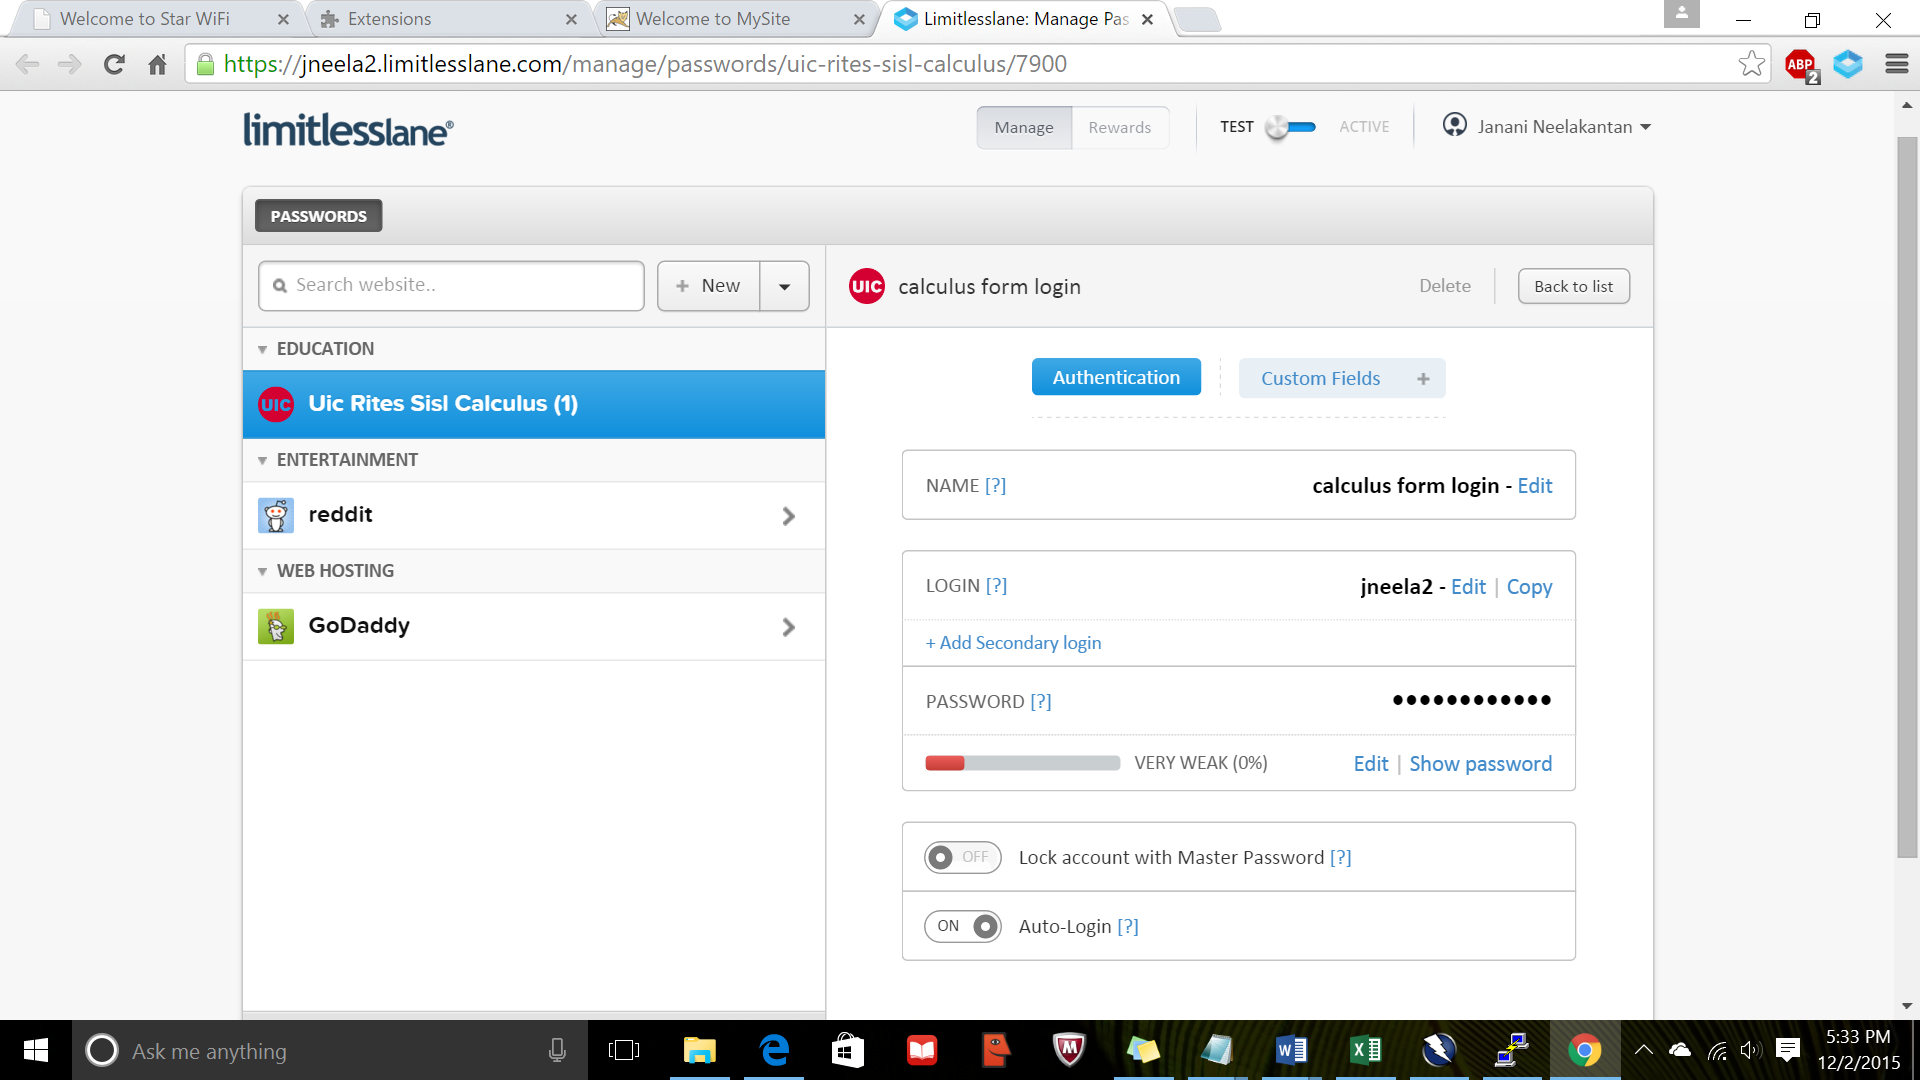 Welcome to Star WiFi
Extensions
Welcome to MySite
Limitlesslane: Manage Pas
https://jneela2.limitlesslane.com/manage/passwords/uic-rites-sisl-calculus/7900
ABP
2
limitlesslane®
Manage
Rewards
TEST
ACTIVE
Janani Neelakantan
PASSWORDS
Search website..
+ New
UIC
calculus form login
Delete
Back to list
EDUCATION
UIC
Uic Rites Sisl Calculus (1)
ENTERTAINMENT
reddit
WEB HOSTING
GoDaddy
Authentication
Custom Fields +
NAME [?]
calculus form login - Edit
LOGIN [?]
jneela2 - Edit | Copy
+ Add Secondary login
PASSWORD [?]
••••••••••••
VERY WEAK (0%)
Edit | Show password
OFF
Lock account with Master Password [?]
ON
Auto-Login [?]
Ask me anything
5:33 PM
12/2/2015